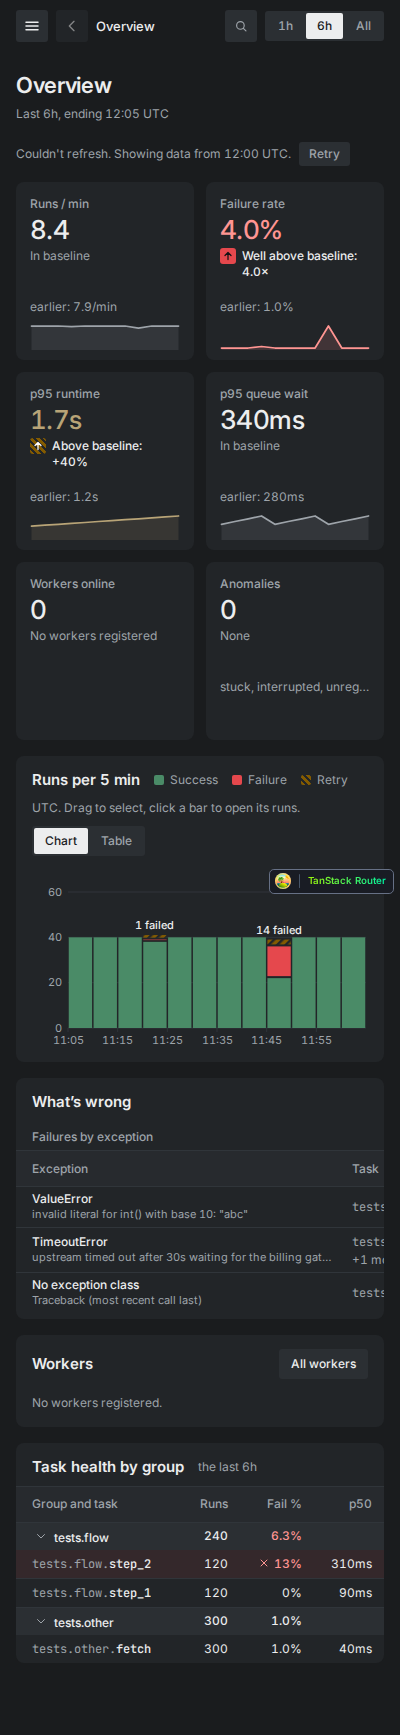 Overview
1h 6h All
Overview
Last 6h, ending 12:05 UTC
Couldn't refresh. Showing data from 12:00 UTC. Retry
Runs / min
8.4
In baseline
earlier: 7.9/min
Failure rate
4.0%
Well above baseline:
4.0×
earlier: 1.0%
p95 runtime
1.7s
Above baseline:
+40%
earlier: 1.2s
p95 queue wait
340ms
In baseline
earlier: 280ms
Workers online
0
No workers registered
Anomalies
0
None
stuck, interrupted, unreg...
Runs per 5 min Success Failure Retry
UTC. Drag to select, click a bar to open its runs.
Chart Table
TanStack Router
60
40
20
0
1 failed
14 failed
11:05 11:15 11:25 11:35 11:45 11:55
What’s wrong
Failures by exception
Exception Task
ValueError
invalid literal for int() with base 10: "abc"
tests
TimeoutError
upstream timed out after 30s waiting for the billing gat...
tests
+1 mo
No exception class
Traceback (most recent call last)
tests
Workers All workers
No workers registered.
Task health by group the last 6h
Group and task Runs Fail % p50
tests.flow 240 6.3%
tests.flow.step_2 120 × 13% 310ms
tests.flow.step_1 120 0% 90ms
tests.other 300 1.0%
tests.other.fetch 300 1.0% 40ms